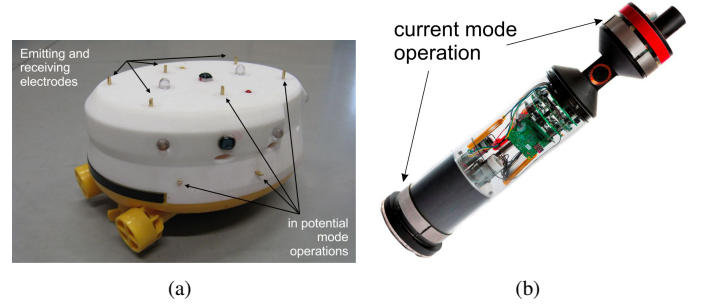 Emitting and
receiving
electrodes
in potential
mode
operations
(a)
current mode
operation
(b)